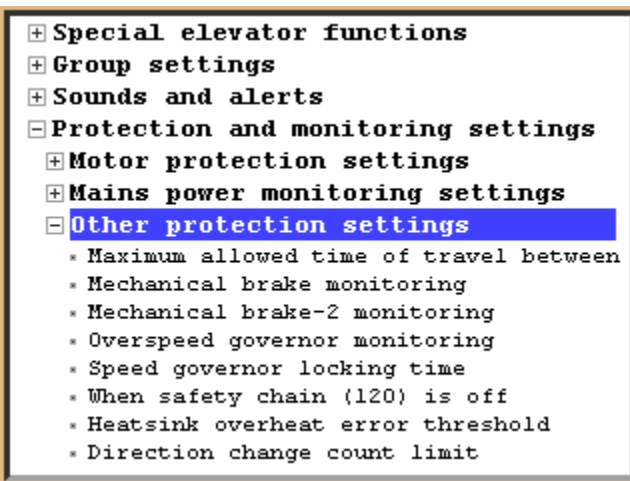 Special elevator functions
Group settings
Sounds and alerts
Protection and monitoring settings
Motor protection settings
Mains power monitoring settings
Other protection settings
Maximum allowed time of travel between
Mechanical brake monitoring
Mechanical brake-2 monitoring
Overspeed governor monitoring
Speed governor locking time
When safety chain (120) is off
Heatsink overheat error threshold
Direction change count limit